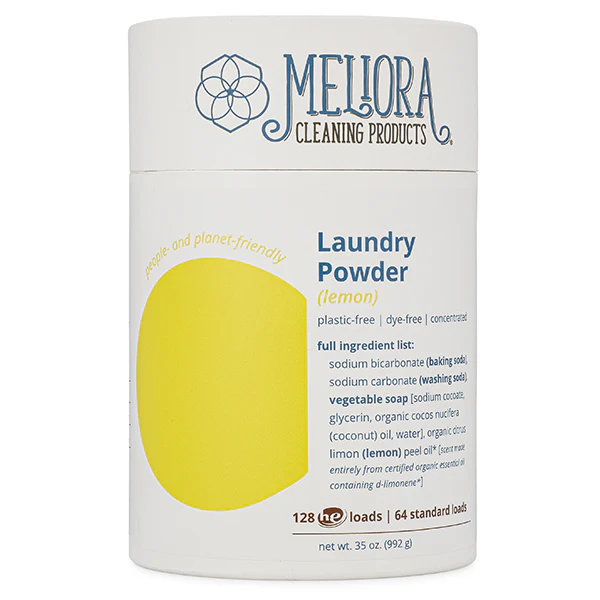 MELIORA
CLEANING PRODUCTS®
people- and planet-friendly
Laundry
Powder
(lemon)
plastic-free | dye-free | concentrated
full ingredient list:
sodium bicarbonate (baking soda),
sodium carbonate (washing soda),
vegetable soap [sodium cocoate,
glycerin, organic cocos nucifera
(coconut) oil, water], organic citrus
limon (lemon) peel oil* [scent made
entirely from certified organic essential oil
containing d-limonene*]
128 he loads | 64 standard loads
net wt. 35 oz. (992 g)